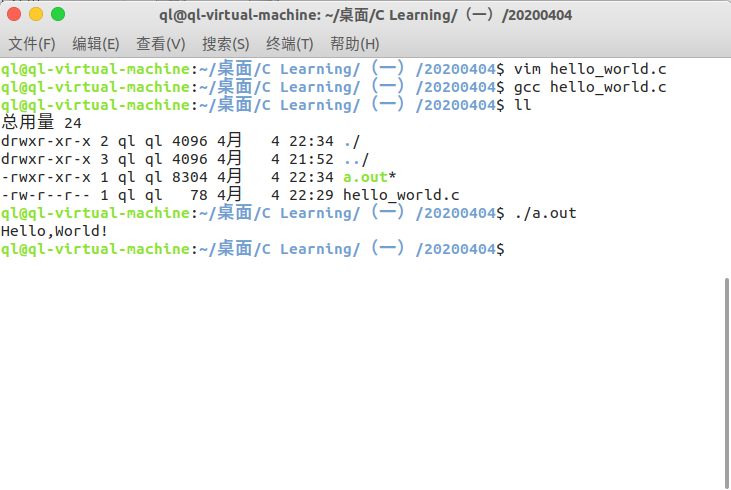 ql@ql-virtual-machine: ~/桌面/C Learning/（一）/20200404
文件(F) 编辑(E) 查看(V) 搜索(S) 终端(T) 帮助(H)
ql@ql-virtual-machine:~/桌面/C Learning/（一）/20200404$ vim hello_world.c
ql@ql-virtual-machine:~/桌面/C Learning/（一）/20200404$ gcc hello_world.c
ql@ql-virtual-machine:~/桌面/C Learning/（一）/20200404$ ll
总用量 24
drwxr-xr-x 2 ql ql 4096 4月   4 22:34 ./
drwxr-xr-x 3 ql ql 4096 4月   4 21:52 ../
-rwxr-xr-x 1 ql ql 8304 4月   4 22:34 a.out*
-rw-r--r-- 1 ql ql   78 4月   4 22:29 hello_world.c
ql@ql-virtual-machine:~/桌面/C Learning/（一）/20200404$ ./a.out
Hello,World!
ql@ql-virtual-machine:~/桌面/C Learning/（一）/20200404$